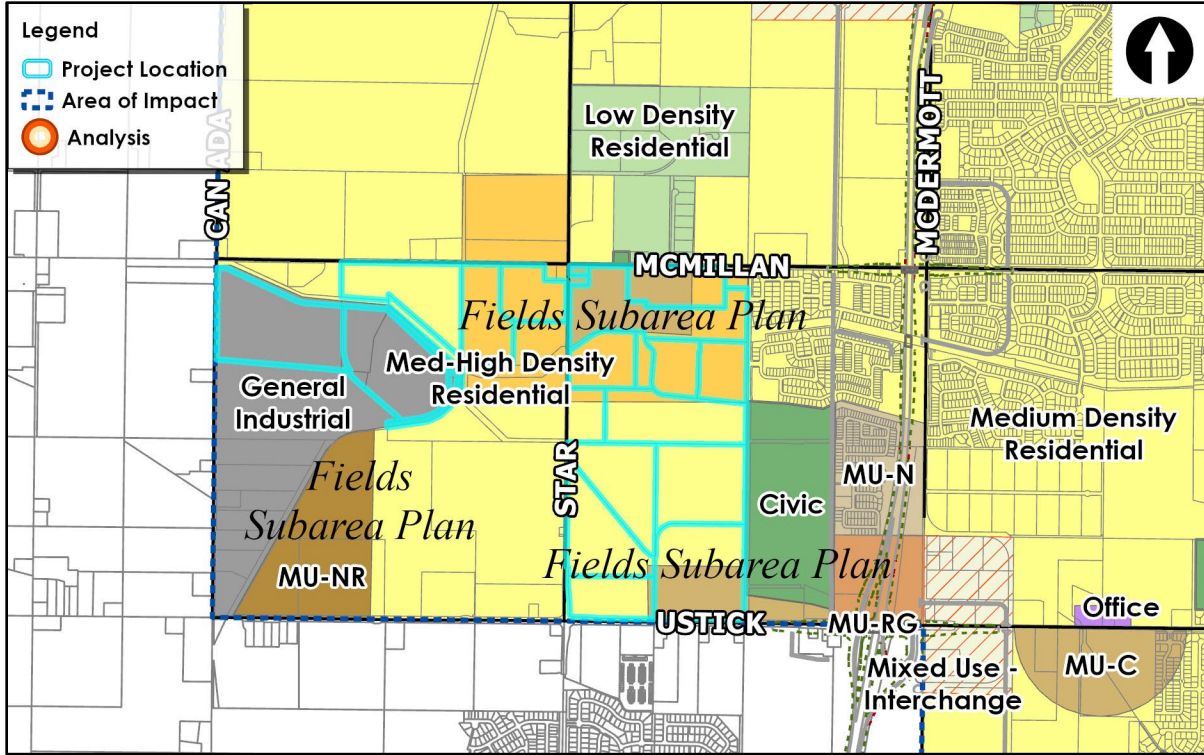 Legend
Project Location
Area of Impact
Analysis
CAN ADA
MCDERMOTT
Low Density
Residential
MCMILLAN
Fields Subarea Plan
Med-High Density
Residential
General
Industrial
Medium Density
Residential
STAR
Fields
Subarea Plan
MU-N
Civic
Fields Subarea Plan
MU-NR
Office
USTICK
MU-RG
MU-C
Mixed Use -
Interchange